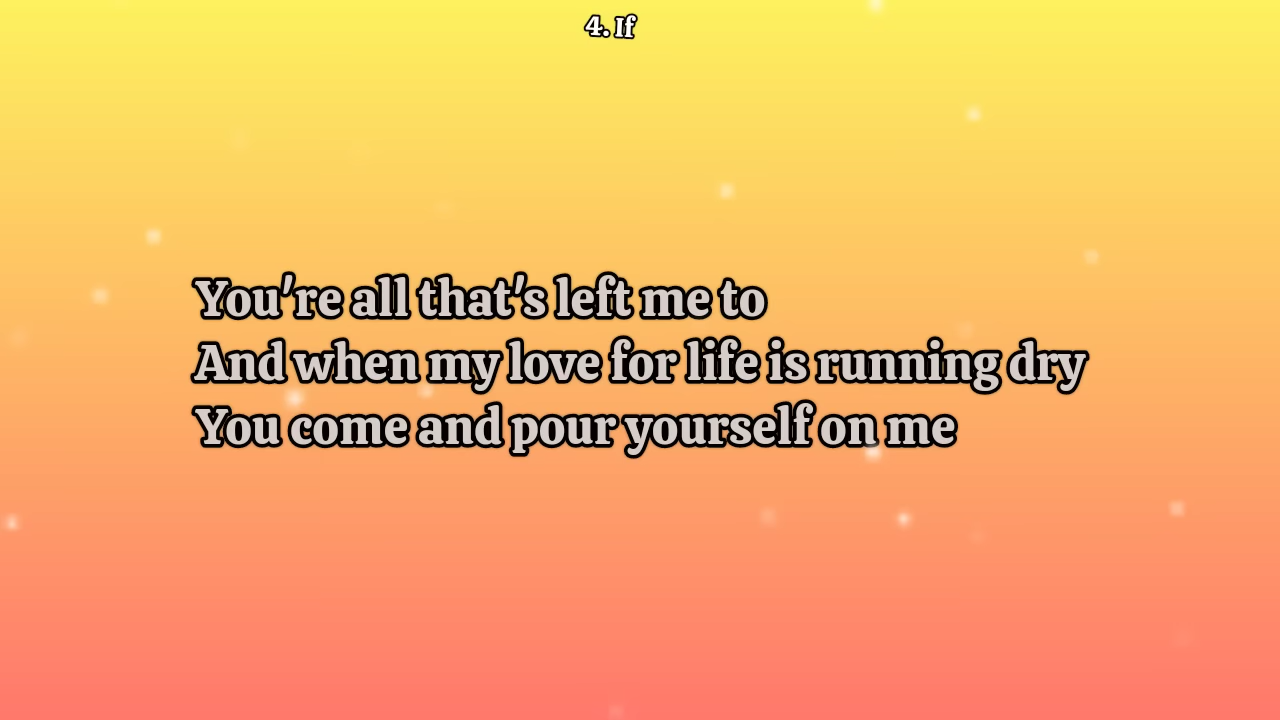 4. If
You're all that's left me to
And when my love for life is running dry
You come and pour yourself on me